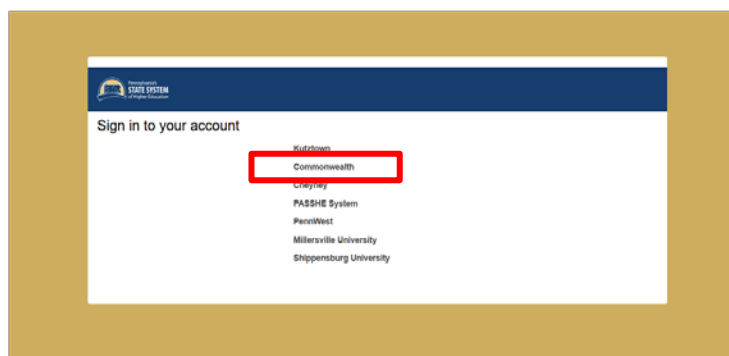 Pennsylvania's
STATE SYSTEM
of Higher Education
Sign in to your account
Kutztown
Commonwealth
Cheyney
PASSHE System
PennWest
Millersville University
Shippensburg University